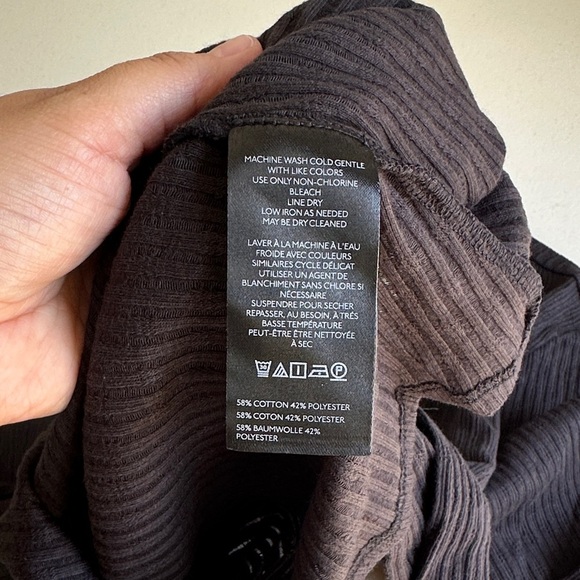 MACHINE WASH COLD GENTLE
WITH LIKE COLORS
USE ONLY NON-CHLORINE
BLEACH
LINE DRY
LOW IRON AS NEEDED
MAY BE DRY CLEANED
LAVER À LA MACHINE À L'EAU
FROIDE AVEC COULEURS
SIMILAIRES CYCLE DÉLICAT
UTILISER UN AGENT DE
BLANCHIMENT SANS CHLORE SI
NÉCESSAIRE
SUSPENDRE POUR SECHER
REPASSER, AU BESOIN, À TRÈS
BASSE TEMPÉRATURE
PEUT-ÊTRE ÊTRE NETTOYÉE
À SEC
30
58% COTTON 42% POLYESTER
58% COTON 42% POLYESTER
58% BAUMWOLLE 42%
POLYESTER